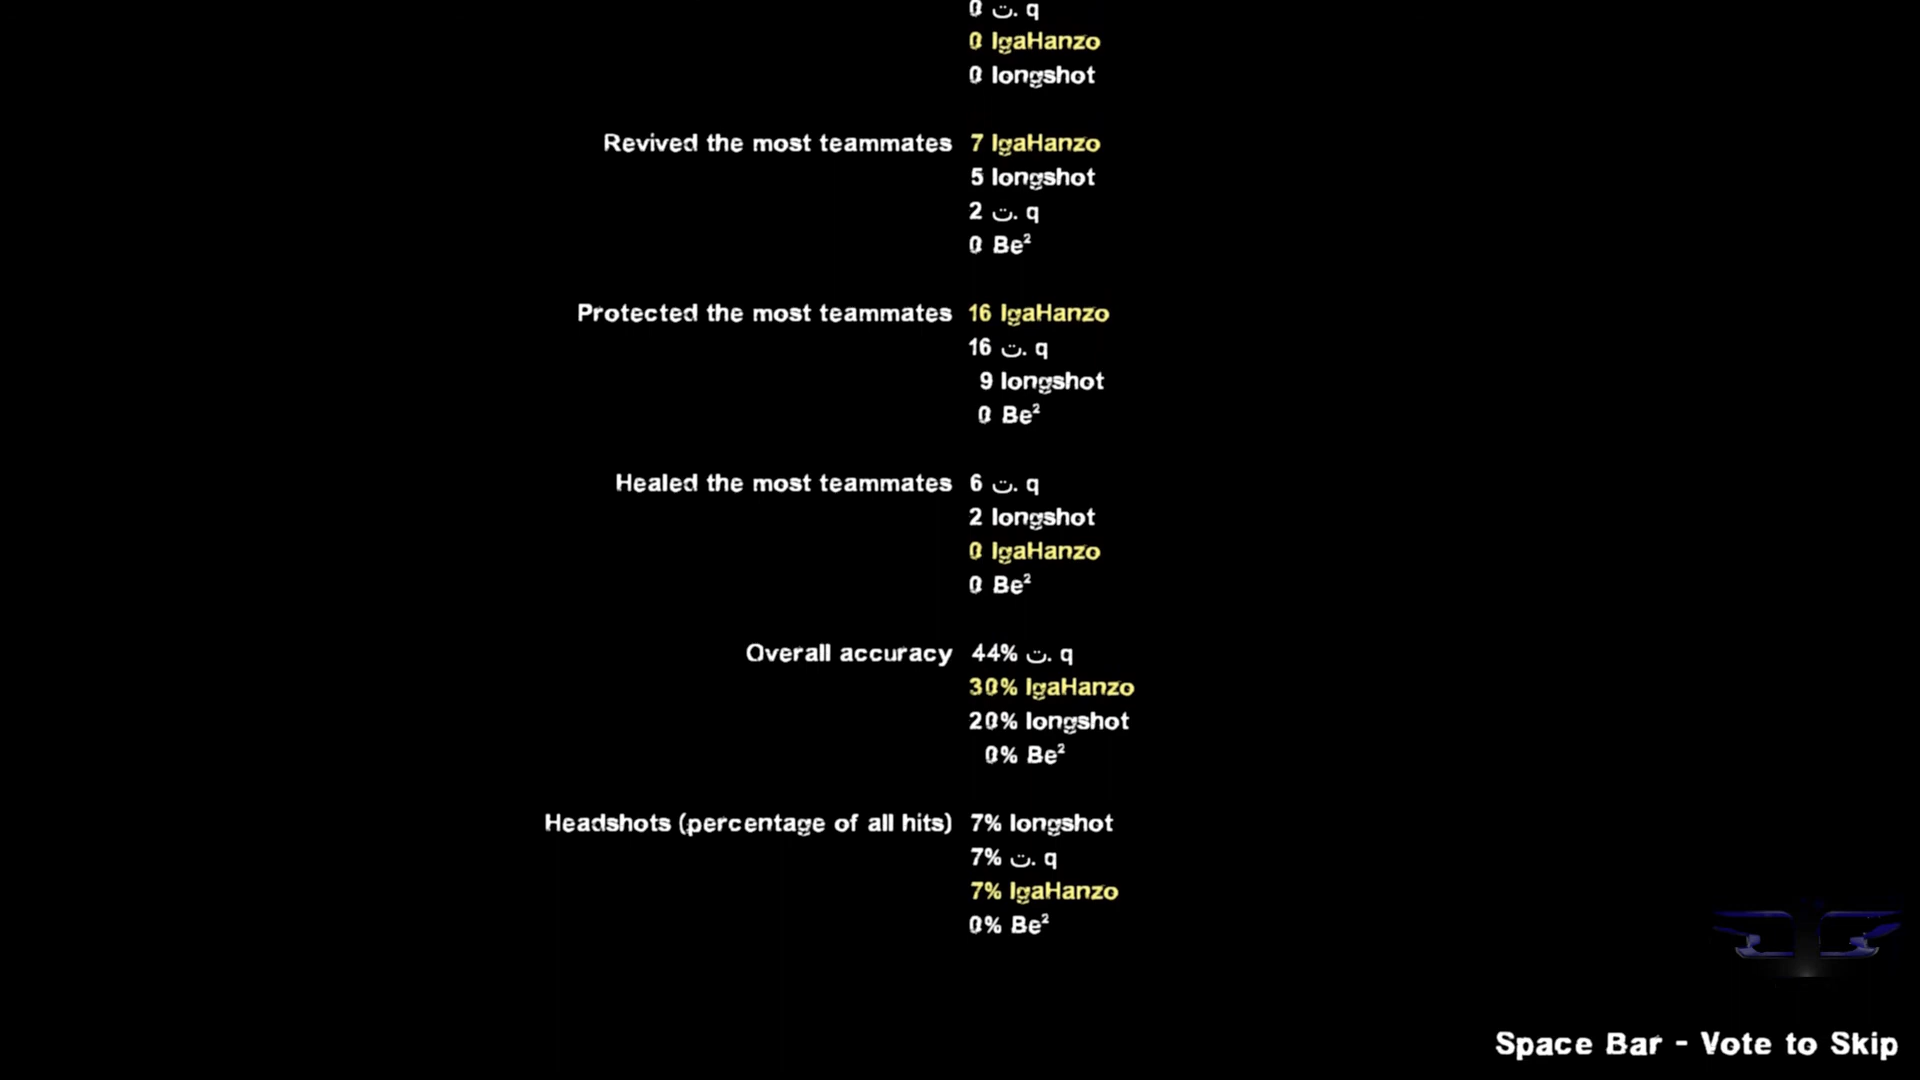 0 ت. q
0 IgaHanzo
0 longshot
Revived the most teammates 7 IgaHanzo
5 longshot
2 ت. q
0 Be²
Protected the most teammates 16 IgaHanzo
16 ت. q
9 longshot
0 Be²
Healed the most teammates 6 ت. q
2 longshot
0 IgaHanzo
0 Be²
Overall accuracy 44% ت. q
30% IgaHanzo
20% longshot
0% Be²
Headshots (percentage of all hits) 7% longshot
7% ت. q
7% IgaHanzo
0% Be²
Space Bar - Vote to Skip